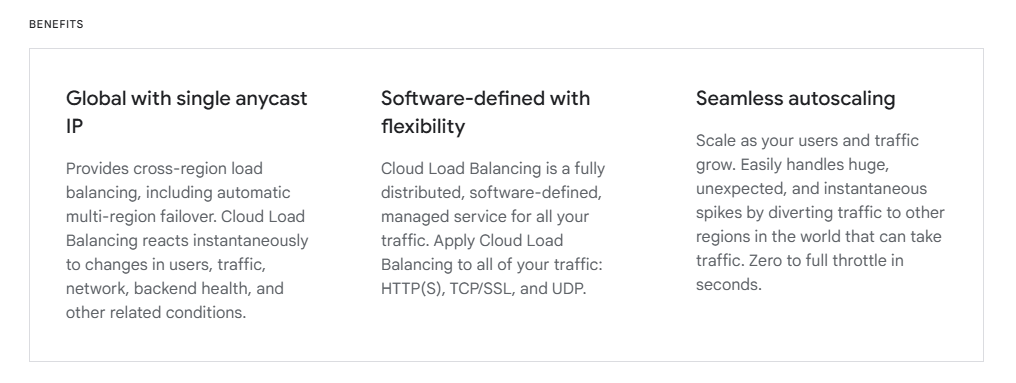 BENEFITS
Global with single anycast
IP
Provides cross-region load
balancing, including automatic
multi-region failover. Cloud Load
Balancing reacts instantaneously
to changes in users, traffic,
network, backend health, and
other related conditions.
Software-defined with
flexibility
Cloud Load Balancing is a fully
distributed, software-defined,
managed service for all your
traffic. Apply Cloud Load
Balancing to all of your traffic:
HTTP(S), TCP/SSL, and UDP.
Seamless autoscaling
Scale as your users and traffic
grow. Easily handles huge,
unexpected, and instantaneous
spikes by diverting traffic to other
regions in the world that can take
traffic. Zero to full throttle in
seconds.